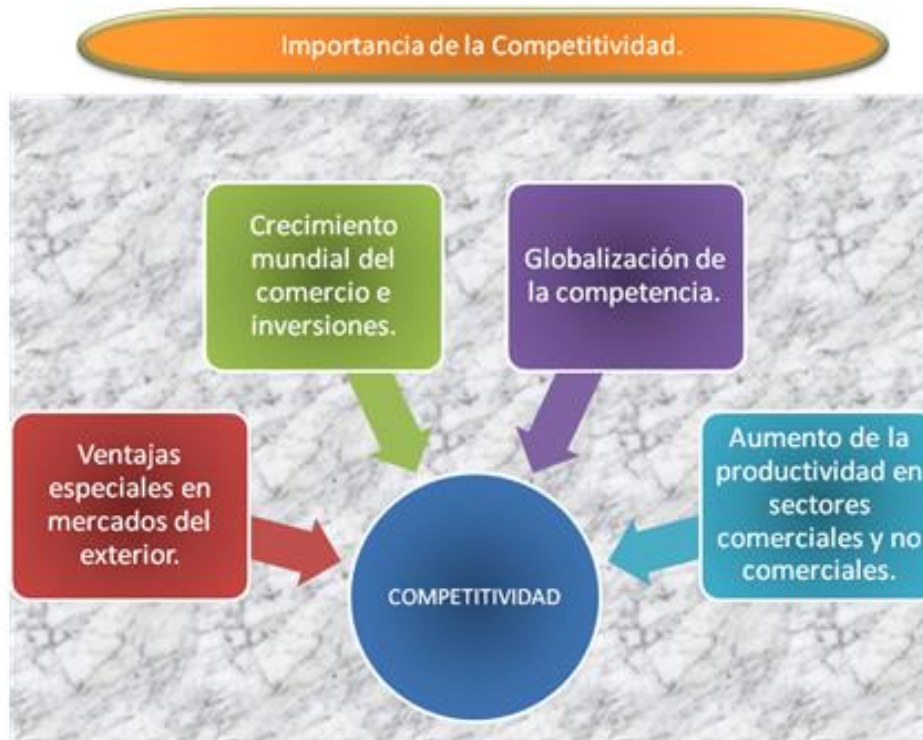 Importancia de la Competitividad.
Crecimiento
mundial del
comercio e
inversiones.
Globalización de
la competencia.
Ventajas
especiales en
mercados del
exterior.
Aumento de la
productividad en
sectores
comerciales y no
comerciales.
COMPETITIVIDAD